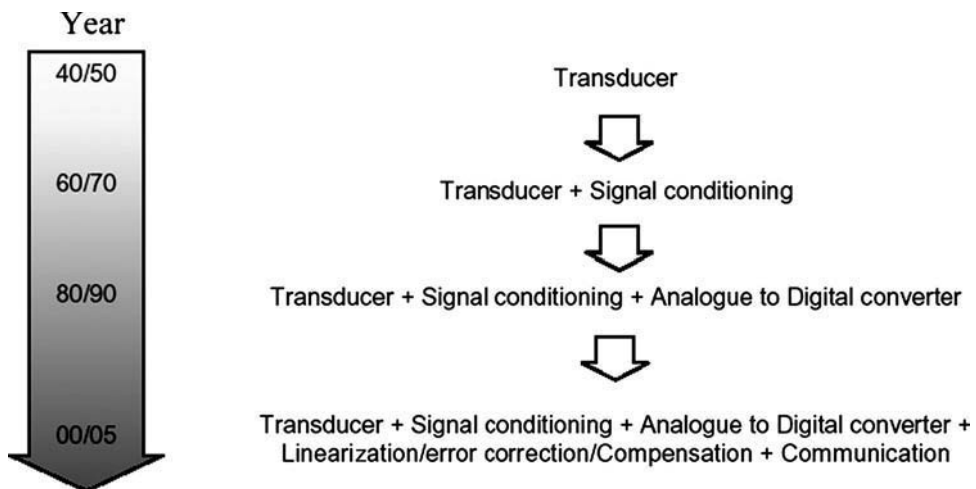 Year
40/50
Transducer
60/70
Transducer + Signal conditioning
80/90
Transducer + Signal conditioning + Analogue to Digital converter
00/05
Transducer + Signal conditioning + Analogue to Digital converter +
Linearization/error correction/Compensation + Communication